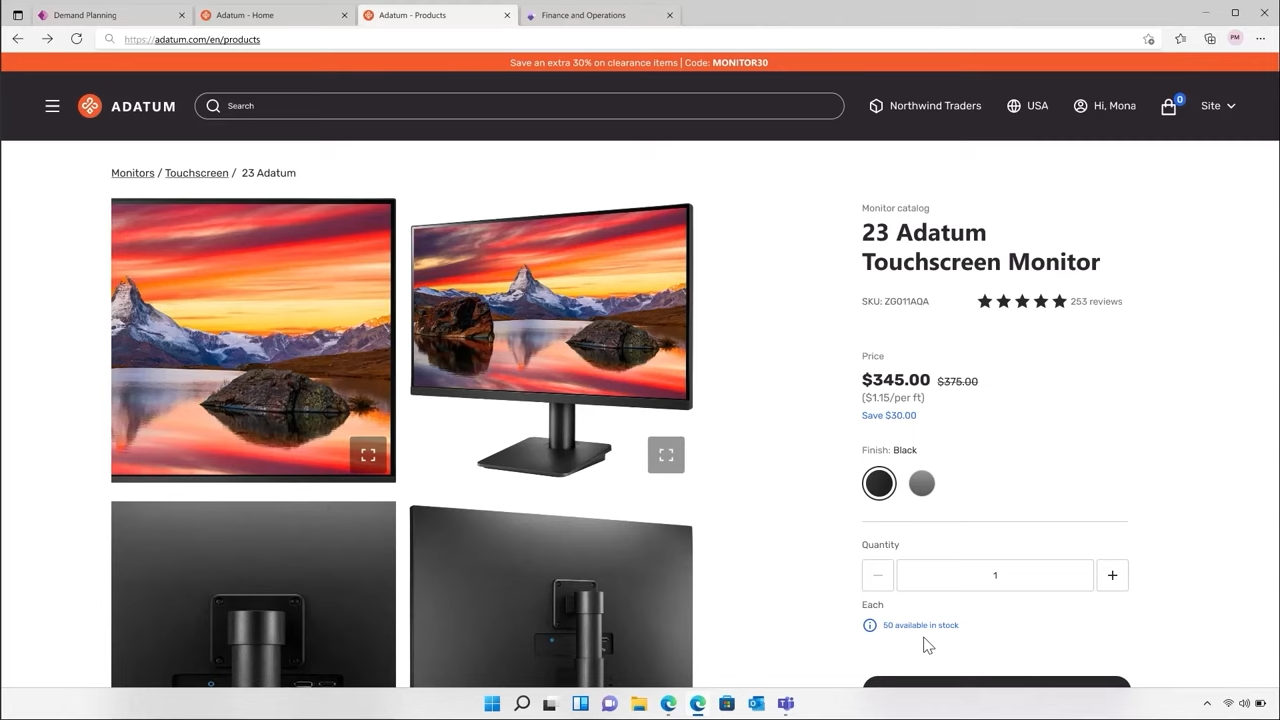 Demand Planning
Adatum - Home
Adatum - Products
Finance and Operations
https://adatum.com/en/products
PM
Save an extra 30% on clearance items | Code: MONITOR30
ADATUM
Search
Northwind Traders
USA
Hi, Mona
0
Site
Monitors / Touchscreen / 23 Adatum
Monitor catalog
23 Adatum
Touchscreen Monitor
SKU: ZG011AQA
253 reviews
Price
$345.00 $375.00
($1.15/per ft)
Save $30.00
Finish: Black
Quantity
1
Each
50 available in stock